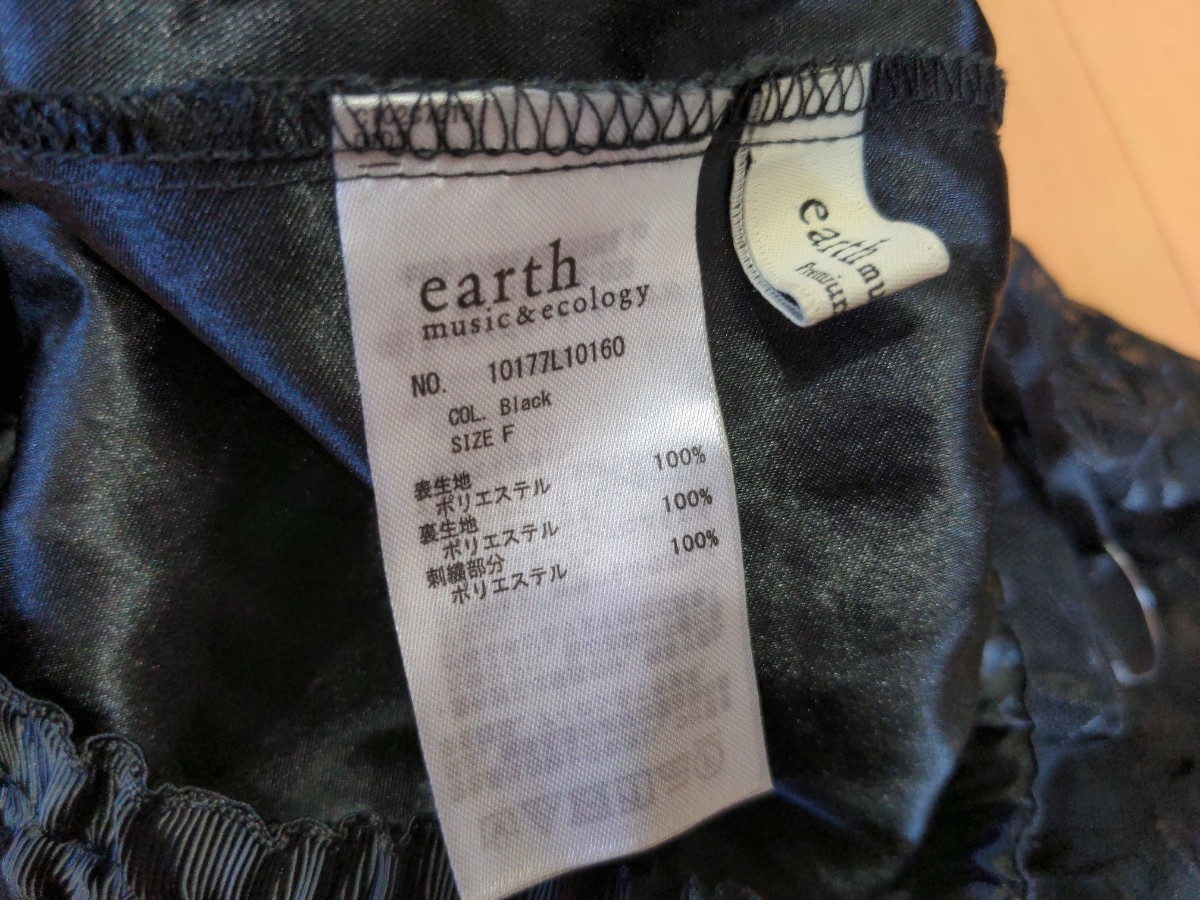 earth
music&ecology
NO. 10177L10160
COL. Black
SIZE F
表生地
ポリエステル 100%
裏生地
ポリエステル 100%
刺繍部分
ポリエステル 100%
earth mu
Premium